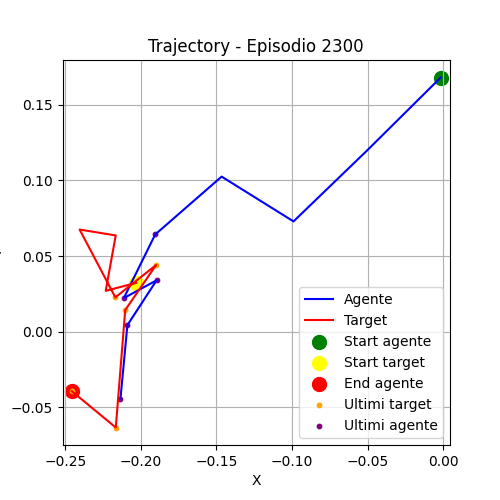 Trajectory - Episodio 2300
0.15
0.10
0.05
0.00
−0.05
−0.25
−0.20
−0.15
−0.10
−0.05
0.00
X
Agente
Target
Start agente
Start target
End agente
Ultimi target
Ultimi agente